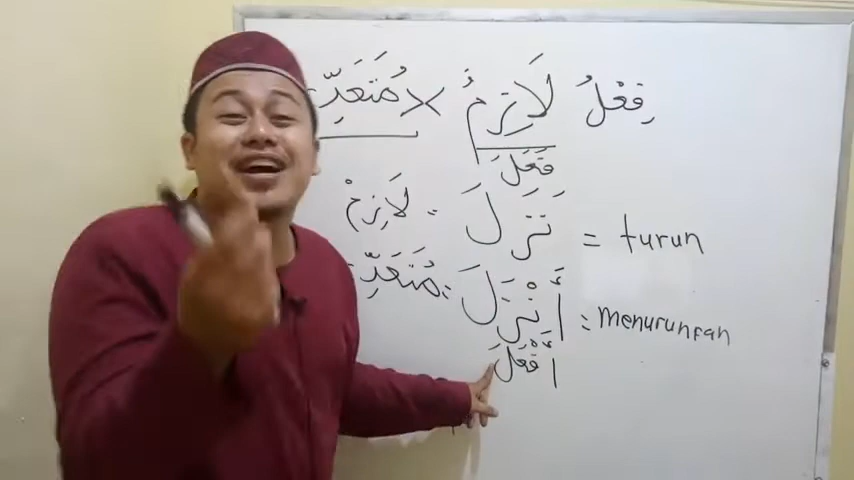 فِعْلُ لَازِمٌ X مُتَعَدٍّ
فَعَلَ
نَزَلَ = لَازِمْ = turun
أَنْزَلَ = مُتَعَدٍّ = menurunkan
أَفْعَلَ